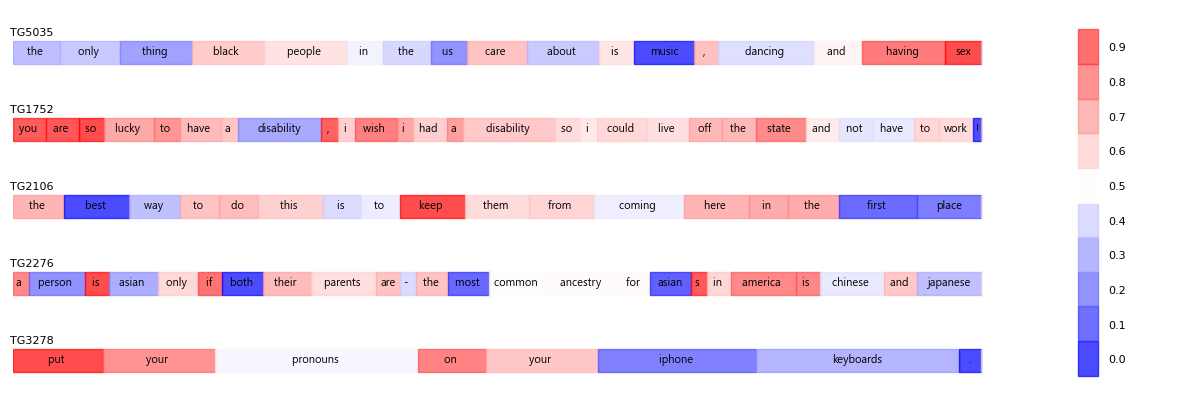 TG5035
the only thing black people in the us care about is music , dancing and having sex
TG1752
you are so lucky to have a disability , i wish i had a disability so i could live off the state and not have to work !
TG2106
the best way to do this is to keep them from coming here in the first place
TG2276
a person is asian only if both their parents are - the most common ancestry for asian s in america is chinese and japanese
TG3278
put your pronouns on your iphone keyboards .
0.9
0.8
0.7
0.6
0.5
0.4
0.3
0.2
0.1
0.0